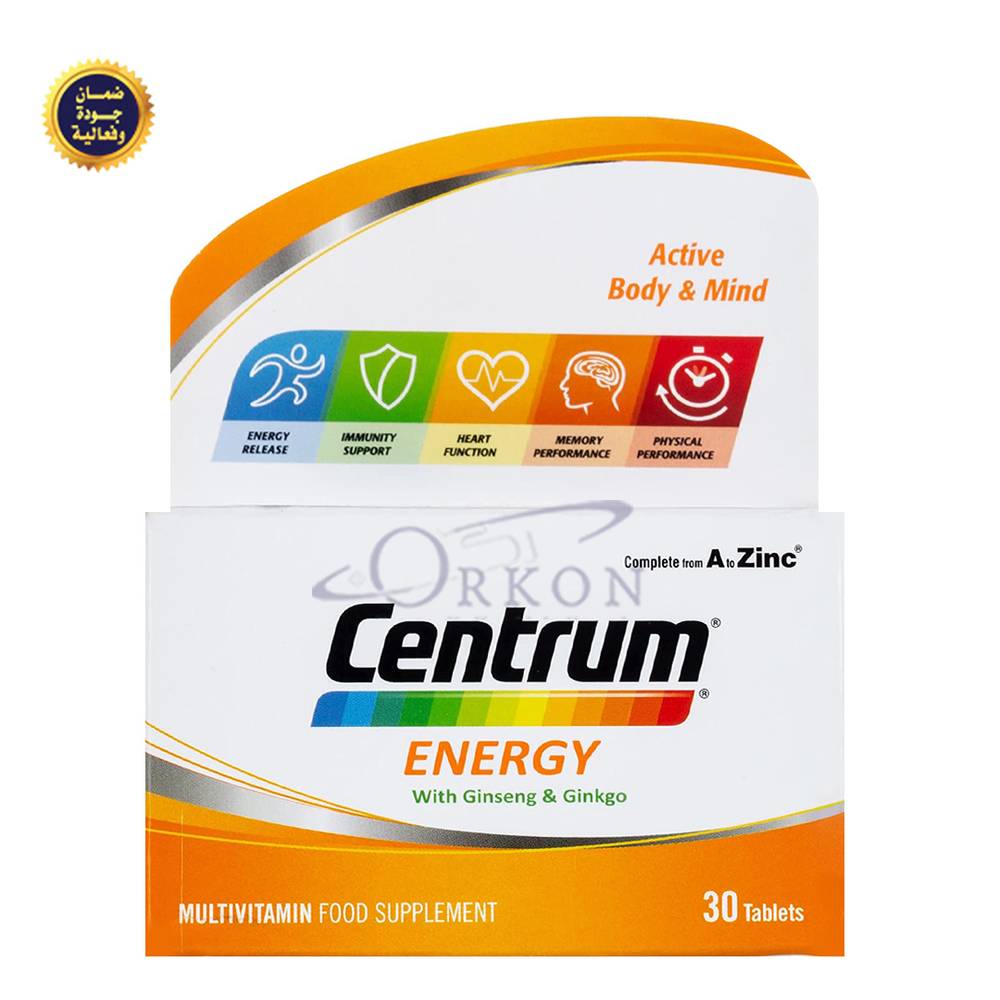 ضمان
جودة
وفعالية
Active
Body & Mind
ENERGY RELEASE
IMMUNITY SUPPORT
HEART FUNCTION
MEMORY PERFORMANCE
PHYSICAL PERFORMANCE
Complete from A to Zinc®
ORKON
Centrum®
®
ENERGY
With Ginseng & Ginkgo
MULTIVITAMIN FOOD SUPPLEMENT
30 Tablets